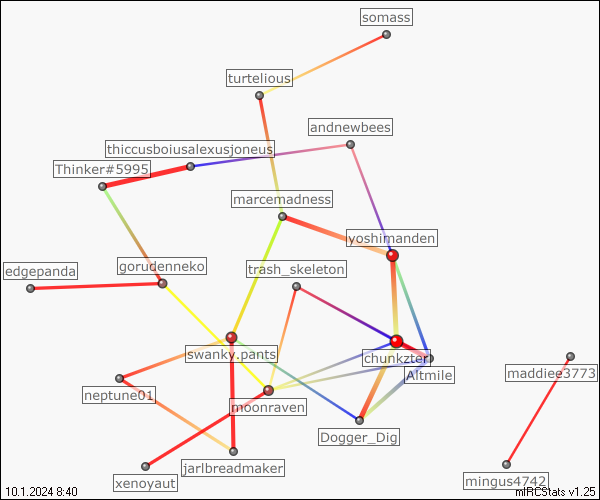 somass
turtelious
andnewbees
thiccusboiusalexusjoneus
Thinker#5995
marcemadness
yoshimanden
gorudenneko
trash_skeleton
edgepanda
swanky.pants
chunkzter
maddiee3773
Altmile
neptune01
moonraven
Dogger_Dig
jarlbreadmaker
xenoyaut
mingus4742
10.1.2024 8:40
mIRCStats v1.25